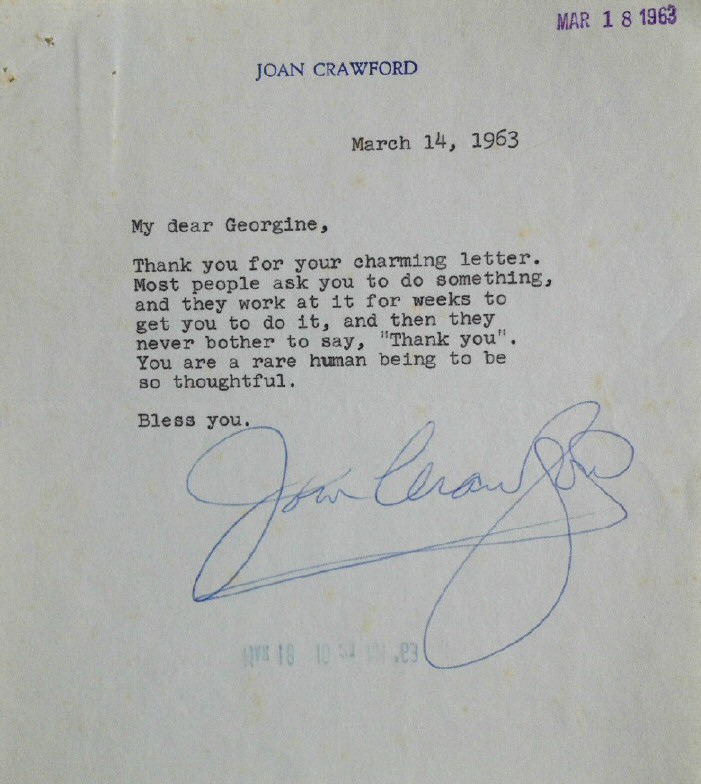 MAR 18 1963
JOAN CRAWFORD
March 14, 1963
My dear Georgine,
Thank you for your charming letter.
Most people ask you to do something,
and they work at it for weeks to
get you to do it, and then they
never bother to say, "Thank you".
You are a rare human being to be
so thoughtful.
Bless you.
Joan Crawford
MAR 18 10